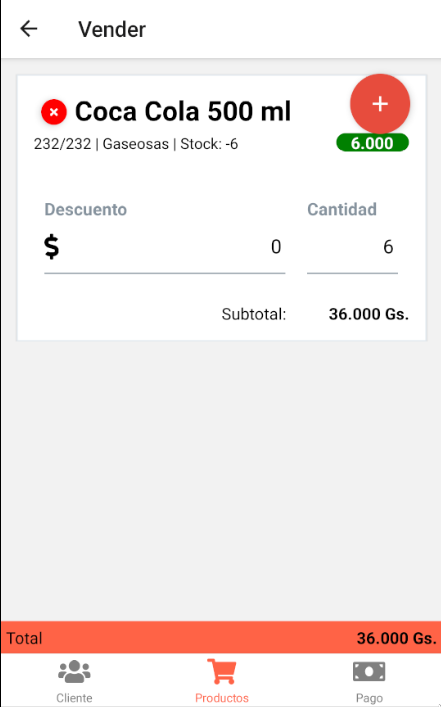 Vender
Coca Cola 500 ml
232/232 | Gaseosas | Stock: -6
6.000
Descuento Cantidad
$ 0 6
Subtotal: 36.000 Gs.
Total 36.000 Gs.
Cliente Productos Pago